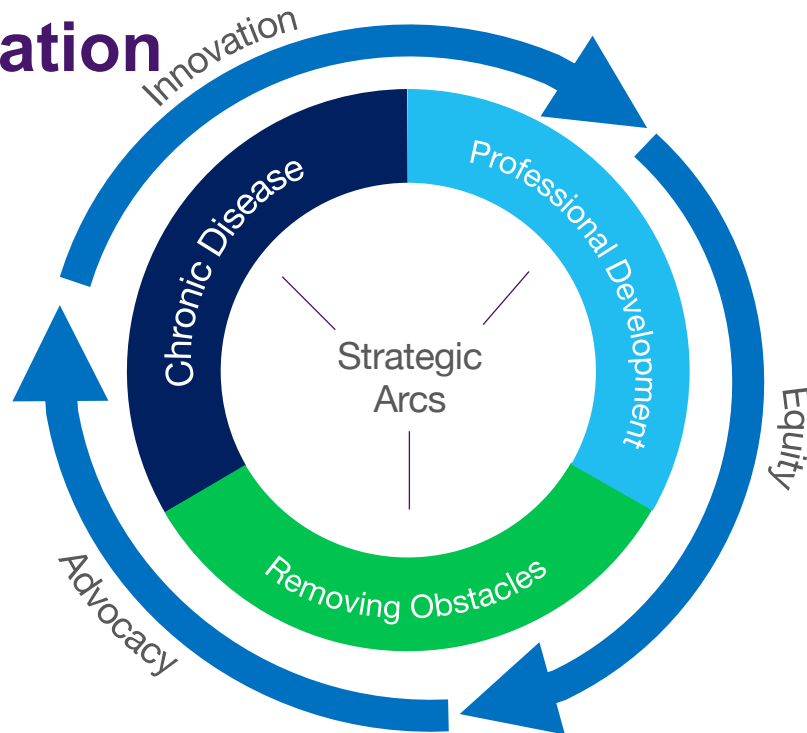 ation
Innovation
Chronic Disease
Professional Development
Strategic
Arcs
Equity
Removing Obstacles
Advocacy